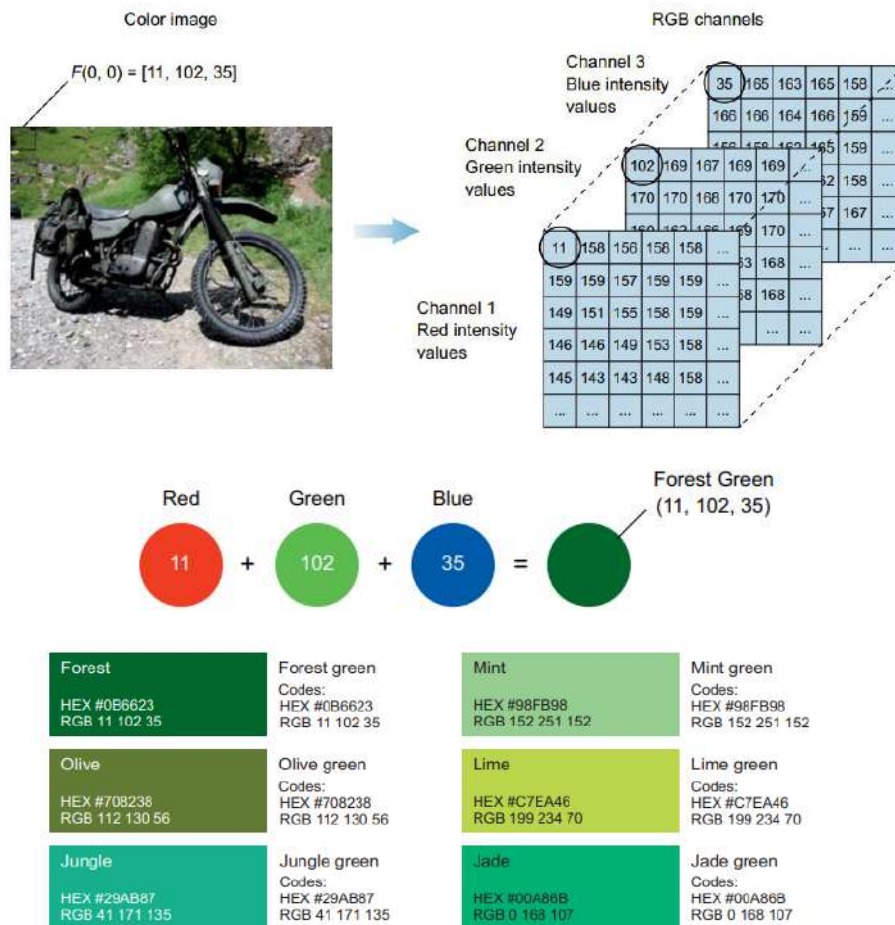 Color image
RGB channels
F(0, 0) = [11, 102, 35]
Channel 3
Blue intensity
values
35 165 163 165 158 ...
166 166 164 166 159 ...
159 ...
158 ...
167 ...
... ...
Channel 2
Green intensity
values
102 169 167 169 169 ...
170 170 168 170 170 ...
170 ...
168 ...
168 ...
... ...
Channel 1
Red intensity
values
11 158 156 158 158 ...
159 159 157 159 159 ...
149 151 155 158 159 ...
146 146 149 153 158 ...
145 143 143 148 158 ...
... ... ... ... ... ...
Red
Green
Blue
Forest Green
(11, 102, 35)
11 + 102 + 35 =
Forest
HEX #0B6623
RGB 11 102 35
Forest green
Codes:
HEX #0B6623
RGB 11 102 35
Mint
HEX #98FB98
RGB 152 251 152
Mint green
Codes:
HEX #98FB98
RGB 152 251 152
Olive
HEX #708238
RGB 112 130 56
Olive green
Codes:
HEX #708238
RGB 112 130 56
Lime
HEX #C7EA46
RGB 199 234 70
Lime green
Codes:
HEX #C7EA46
RGB 199 234 70
Jungle
HEX #29AB87
RGB 41 171 135
Jungle green
Codes:
HEX #29AB87
RGB 41 171 135
Jade
HEX #00A86B
RGB 0 168 107
Jade green
Codes:
HEX #00A86B
RGB 0 168 107